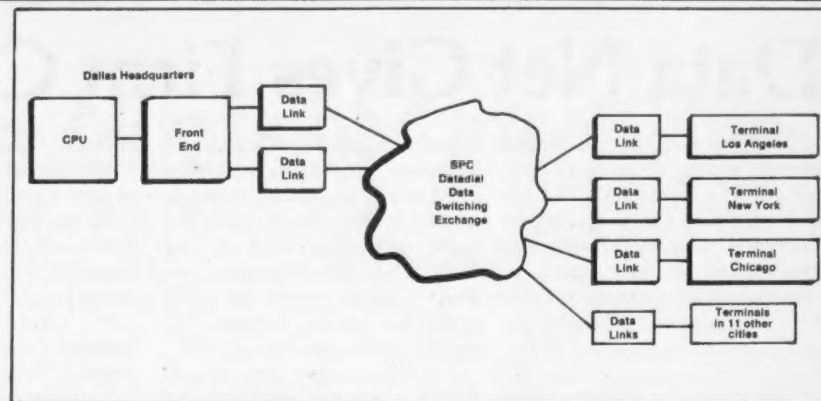 Dallas Headquarters
CPU
Front
End
Data
Link
Data
Link
SPC
Datadial
Data
Switching
Exchange
Data
Link
Terminal
Los Angeles
Data
Link
Terminal
New York
Data
Link
Terminal
Chicago
Data
Links
Terminals
in 11 other
cities